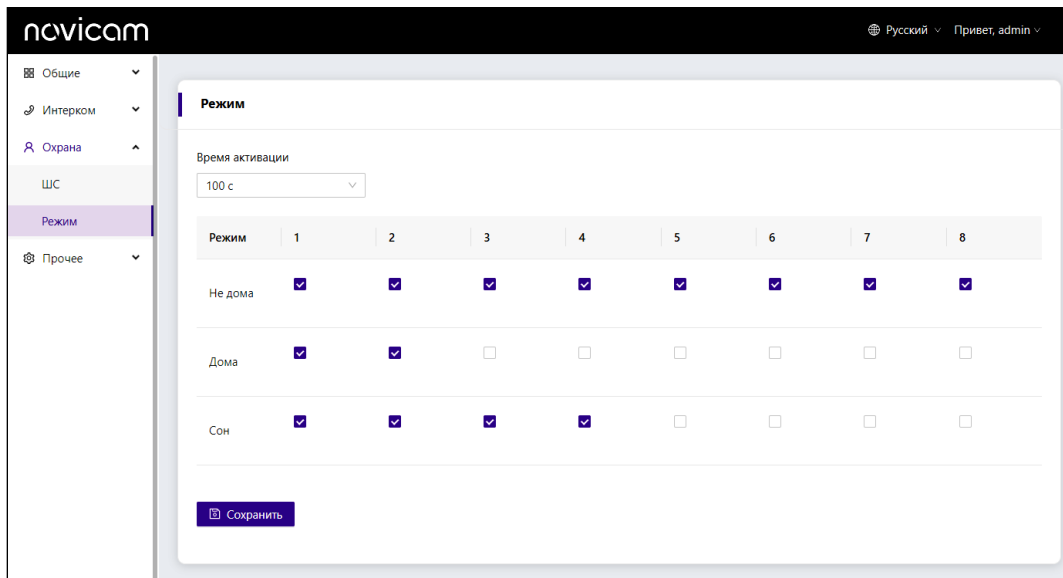 novicam
Русский Привет, admin
Общие
Интеркoм
Охрана
ШС
Режим
Прочее
Режим
Время активации
100 с
Режим 1 2 3 4 5 6 7 8
Не дома
Дома
Сон
Сохранить